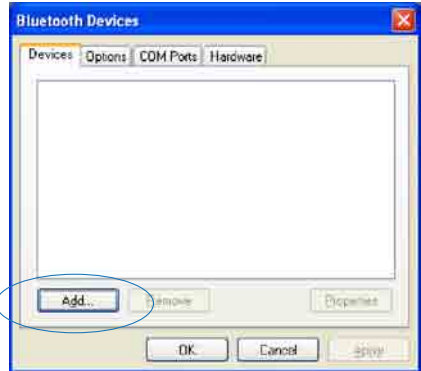 Bluetooth Devices
Devices Options COM Ports Hardware
Add... Remove Properties
OK Cancel Apply